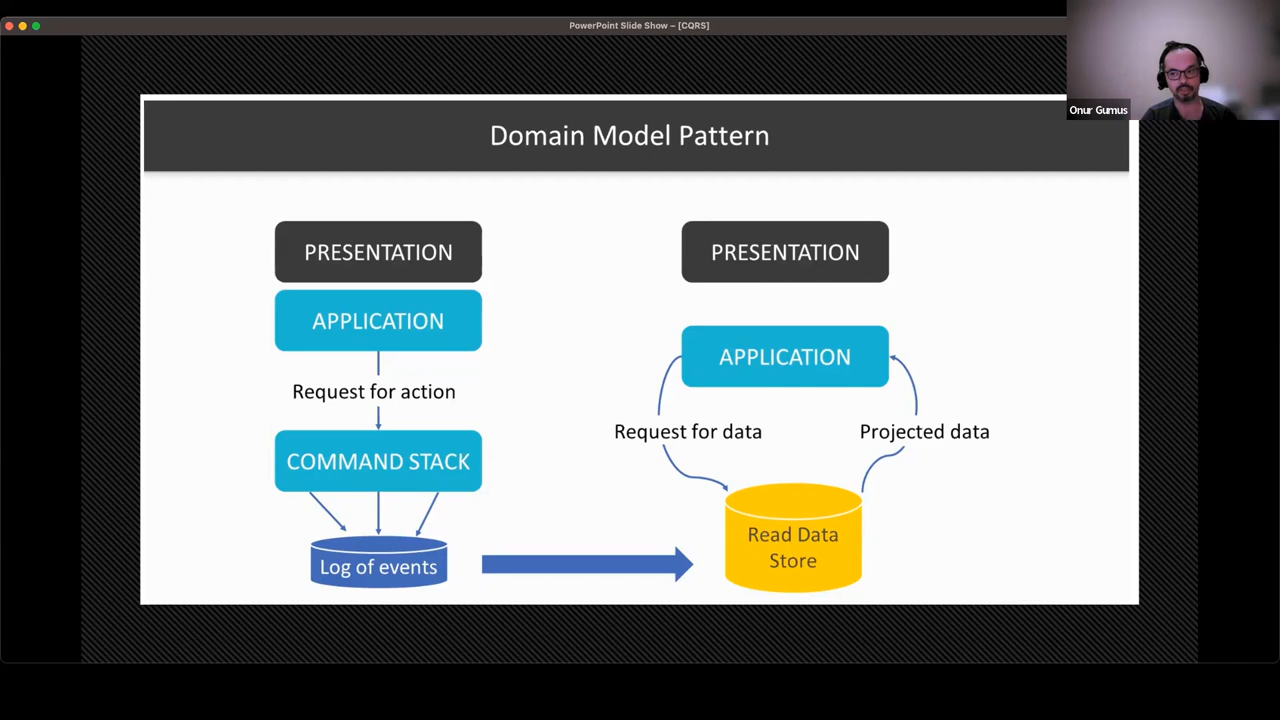 PowerPoint Slide Show – [CQRS]
Onur Gumus
Domain Model Pattern
PRESENTATION
APPLICATION
Request for action
COMMAND STACK
Log of events
PRESENTATION
APPLICATION
Request for data
Projected data
Read Data
Store